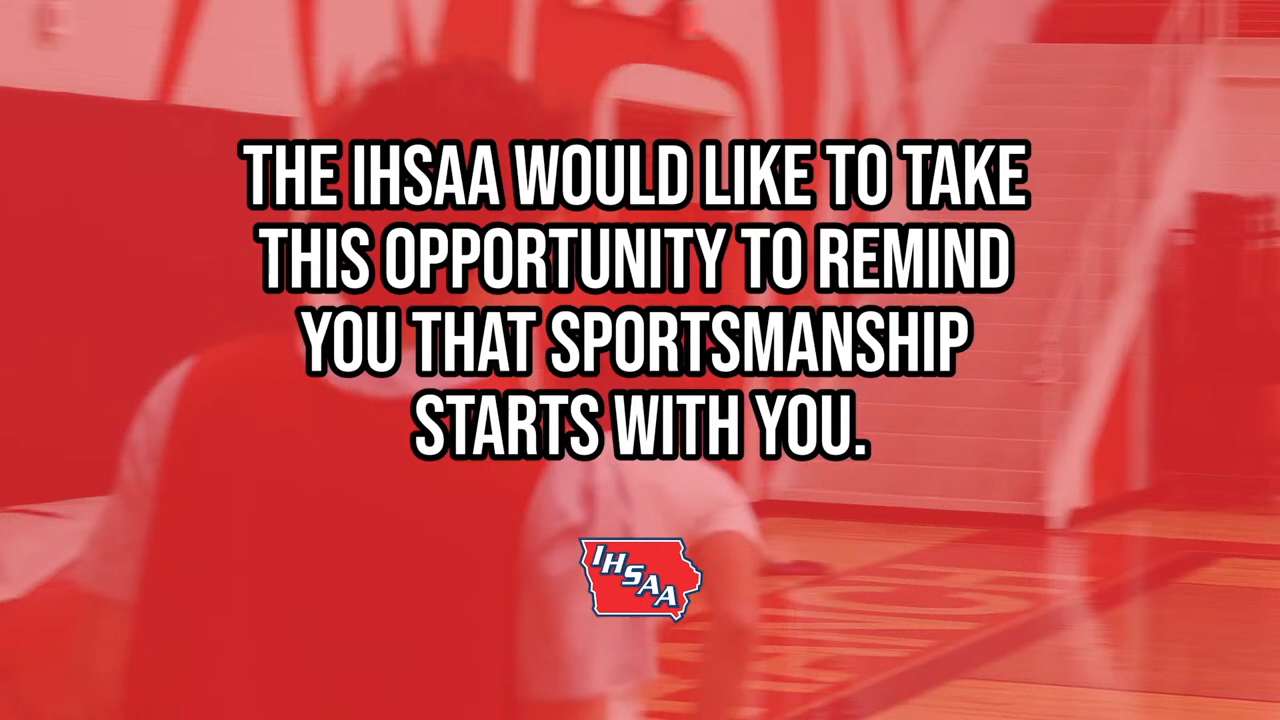 THE IHSAA WOULD LIKE TO TAKE
THIS OPPORTUNITY TO REMIND
YOU THAT SPORTSMANSHIP
STARTS WITH YOU.
IHSAA